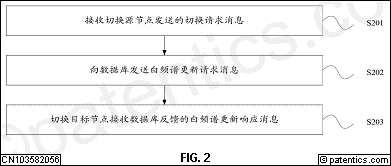 接收切换源节点发送的切换请求消息
S201
向数据库发送白频谱更新请求消息
S202
切换目标节点接收数据库反馈的白频谱更新响应消息
S203
©patentics.com
CN103582056
FIG. 2
© patentics.com